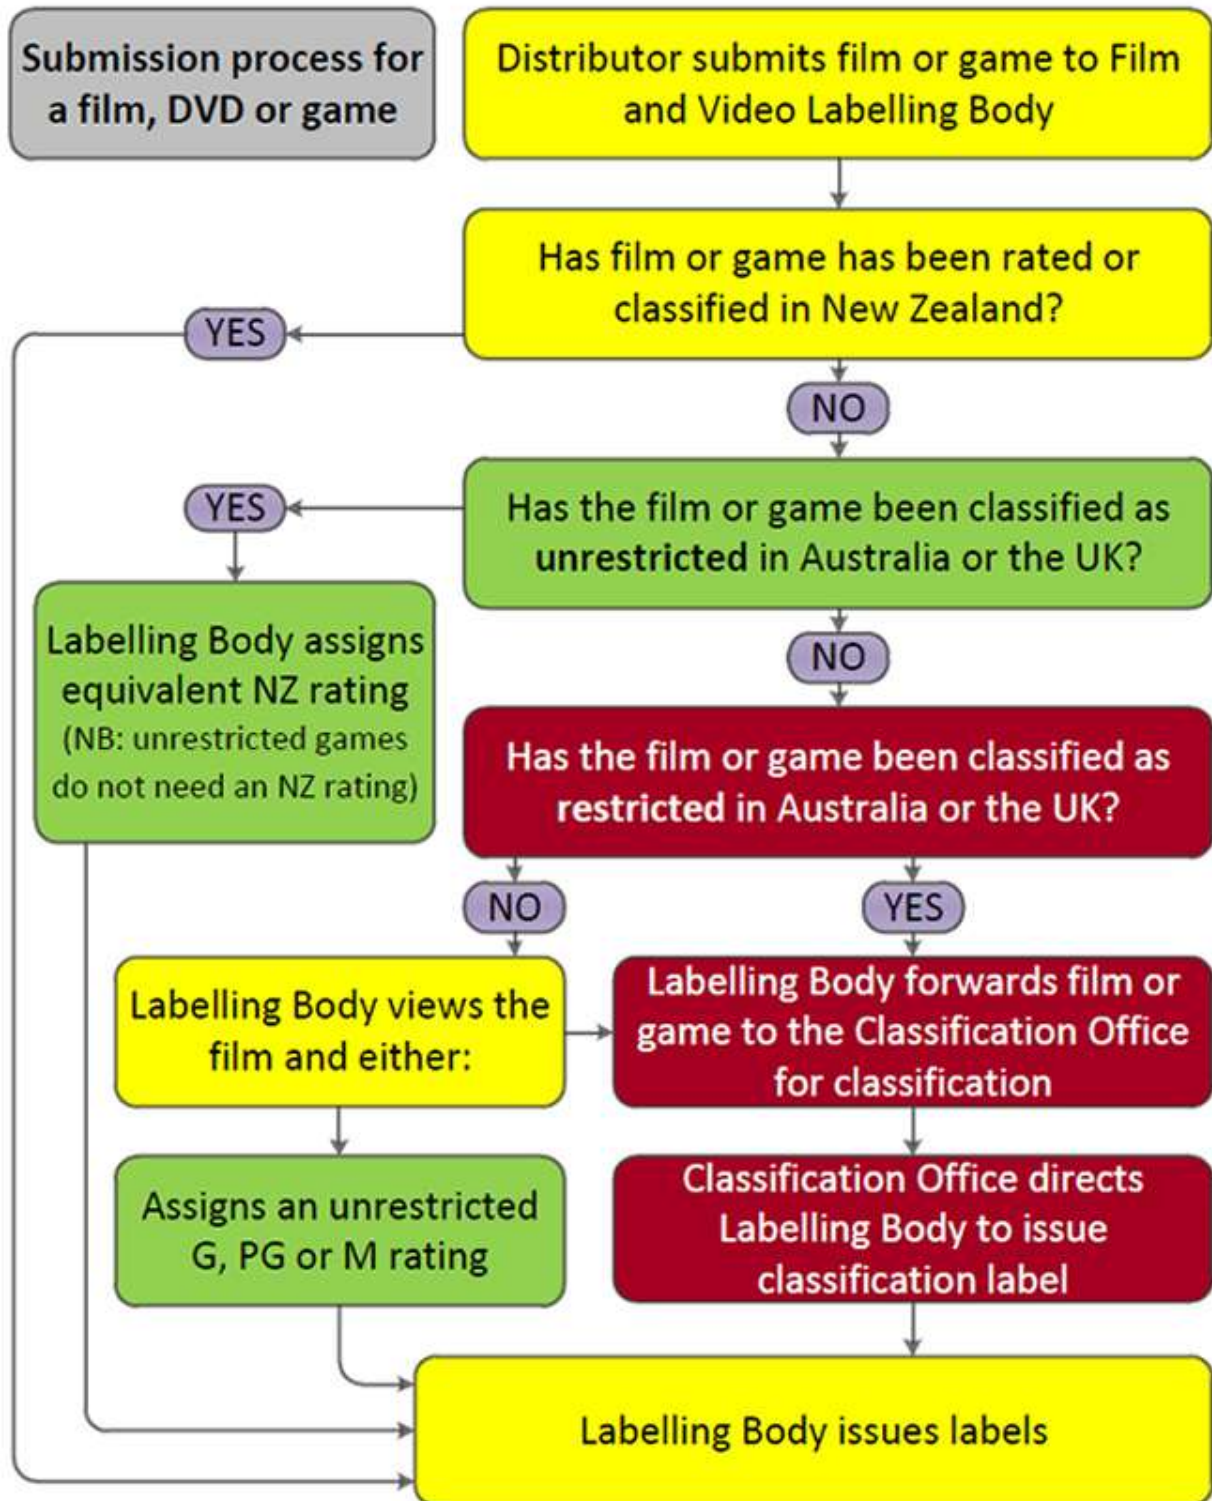 Submission process for
a film, DVD or game
Distributor submits film or game to Film
and Video Labelling Body
Has film or game has been rated or
classified in New Zealand?
YES
NO
Has the film or game been classified as
unrestricted in Australia or the UK?
YES
NO
Labelling Body assigns
equivalent NZ rating
(NB: unrestricted games
do not need an NZ rating)
Has the film or game been classified as
restricted in Australia or the UK?
NO
YES
Labelling Body views the
film and either:
Labelling Body forwards film or
game to the Classification Office
for classification
Assigns an unrestricted
G, PG or M rating
Classification Office directs
Labelling Body to issue
classification label
Labelling Body issues labels